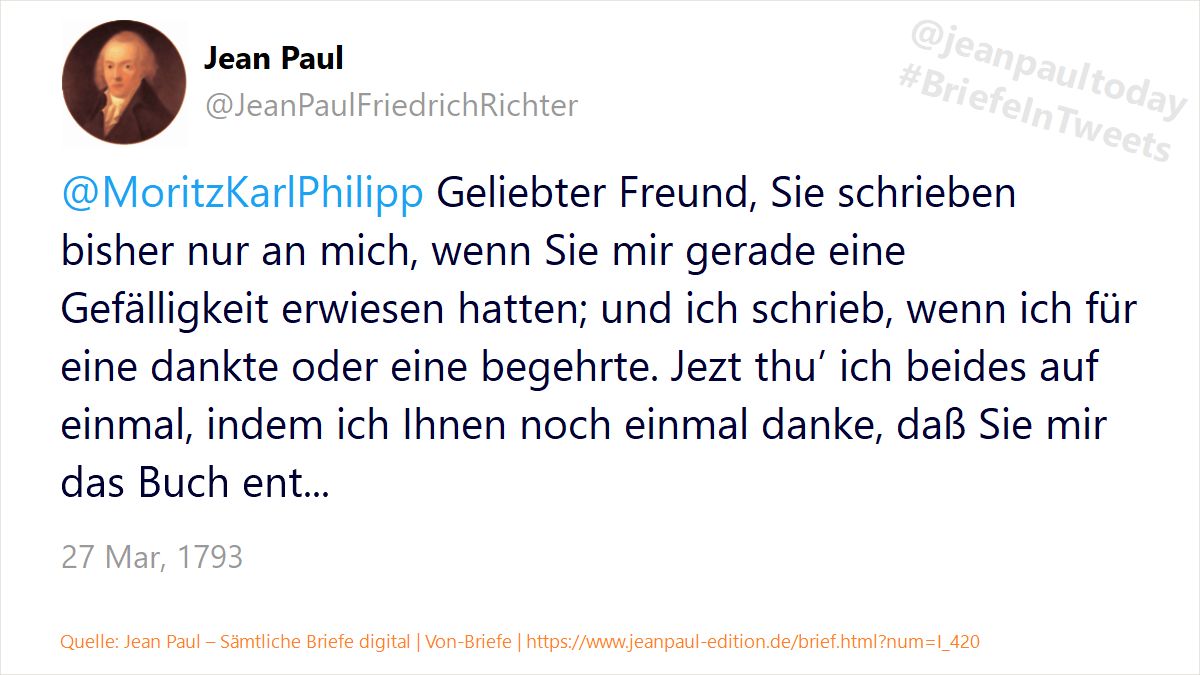 @jeanpaultoday
#BriefeInTweets
Jean Paul
@JeanPaulFriedrichRichter
@MoritzKarlPhilipp Geliebter Freund, Sie schrieben
bisher nur an mich, wenn Sie mir gerade eine
Gefälligkeit erwiesen hatten; und ich schrieb, wenn ich für
eine dankte oder eine begehrte. Jezt thu’ ich beides auf
einmal, indem ich Ihnen noch einmal danke, daß Sie mir
das Buch ent...
27 Mar, 1793
Quelle: Jean Paul – Sämtliche Briefe digital | Von-Briefe | https://www.jeanpaul-edition.de/brief.html?num=I_420